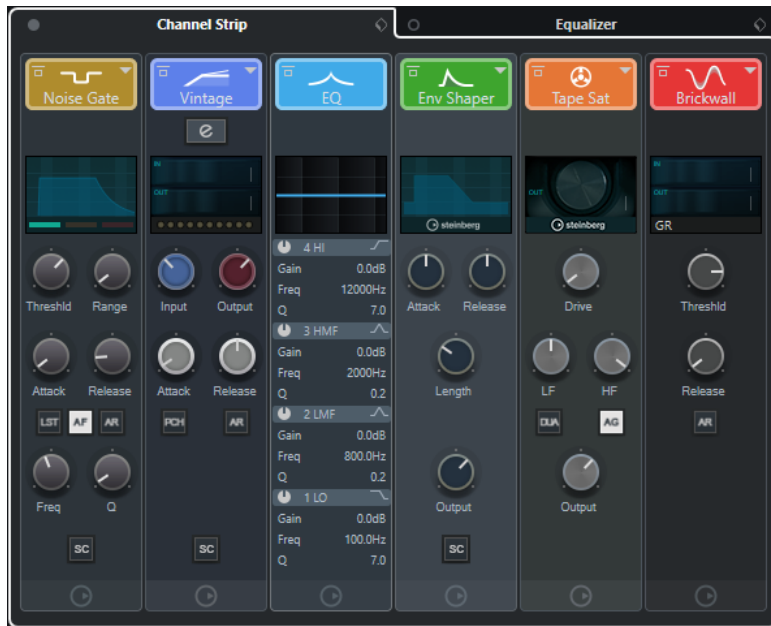 Channel Strip
Equalizer
Noise Gate
Vintage
EQ
Env Shaper
Tape Sat
Brickwall
e
IN
OUT
steinberg
OUT
steinberg
IN
OUT
GR
Threshld
Range
Input
Output
4 HI
Gain 0.0dB
Freq 12000Hz
Q 7.0
Attack
Release
Drive
Threshld
Attack
Release
Attack
Release
3 HMF
Gain 0.0dB
Freq 2000Hz
Q 0.2
Length
LF
HF
Release
LST
AF
AR
PCH
AR
2 LMF
Gain 0.0dB
Freq 800.0Hz
Q 0.2
DUA
AG
AR
Freq
Q
1 LO
Gain 0.0dB
Freq 100.0Hz
Q 7.0
Output
Output
SC
SC
SC